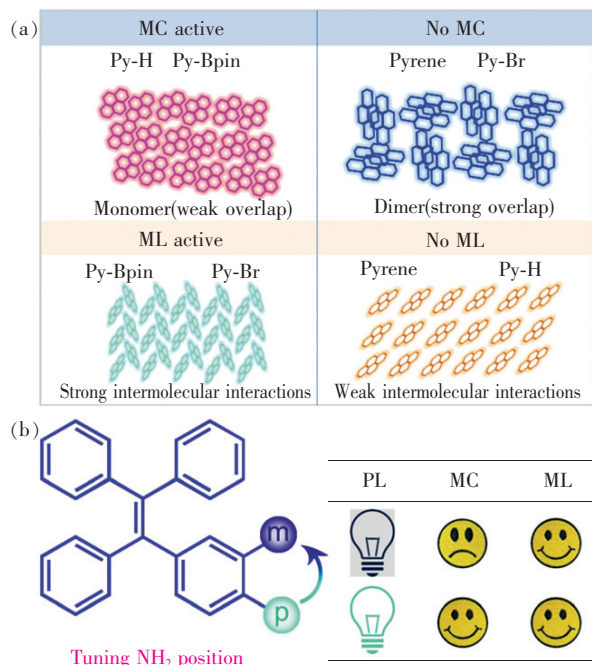 (a)
MC active
No MC
Py-H Py-Bpin
Pyrene Py-Br
Monomer(weak overlap)
Dimer(strong overlap)
ML active
No ML
Py-Bpin Py-Br
Pyrene Py-H
Strong intermolecular interactions
Weak intermolecular interactions
(b)
PL MC ML
m
p
Tuning NH₂ position